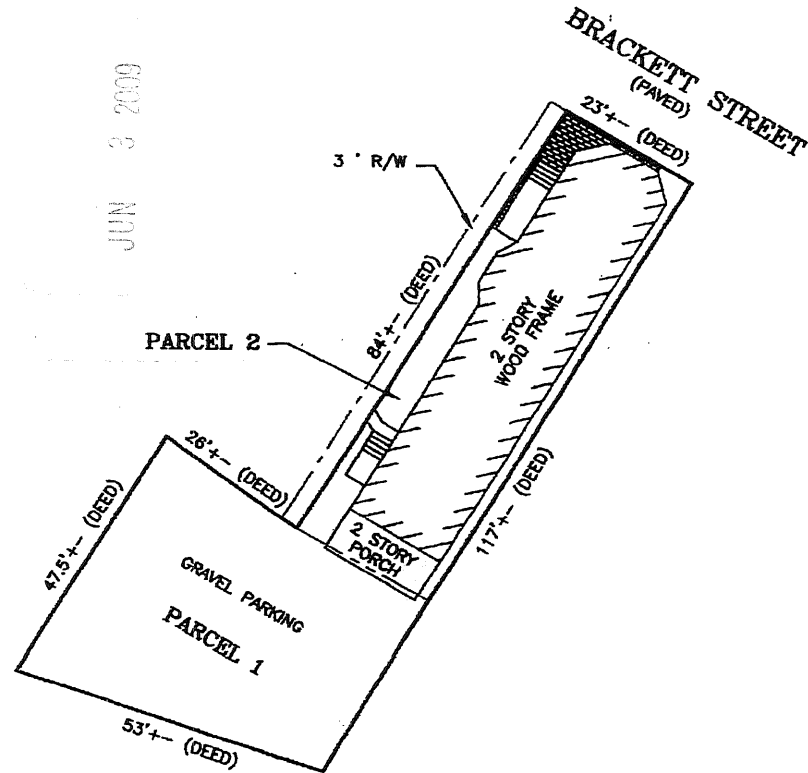 BRACKETT STREET
(PAVED)
23'+- (DEED)
JUN 3 2009
3 ' R/W
84'+- (DEED)
2 STORY
WOOD FRAME
PARCEL 2
26'+- (DEED)
117'+- (DEED)
47.5'+- (DEED)
2 STORY
PORCH
GRAVEL PARKING
PARCEL 1
53'+- (DEED)